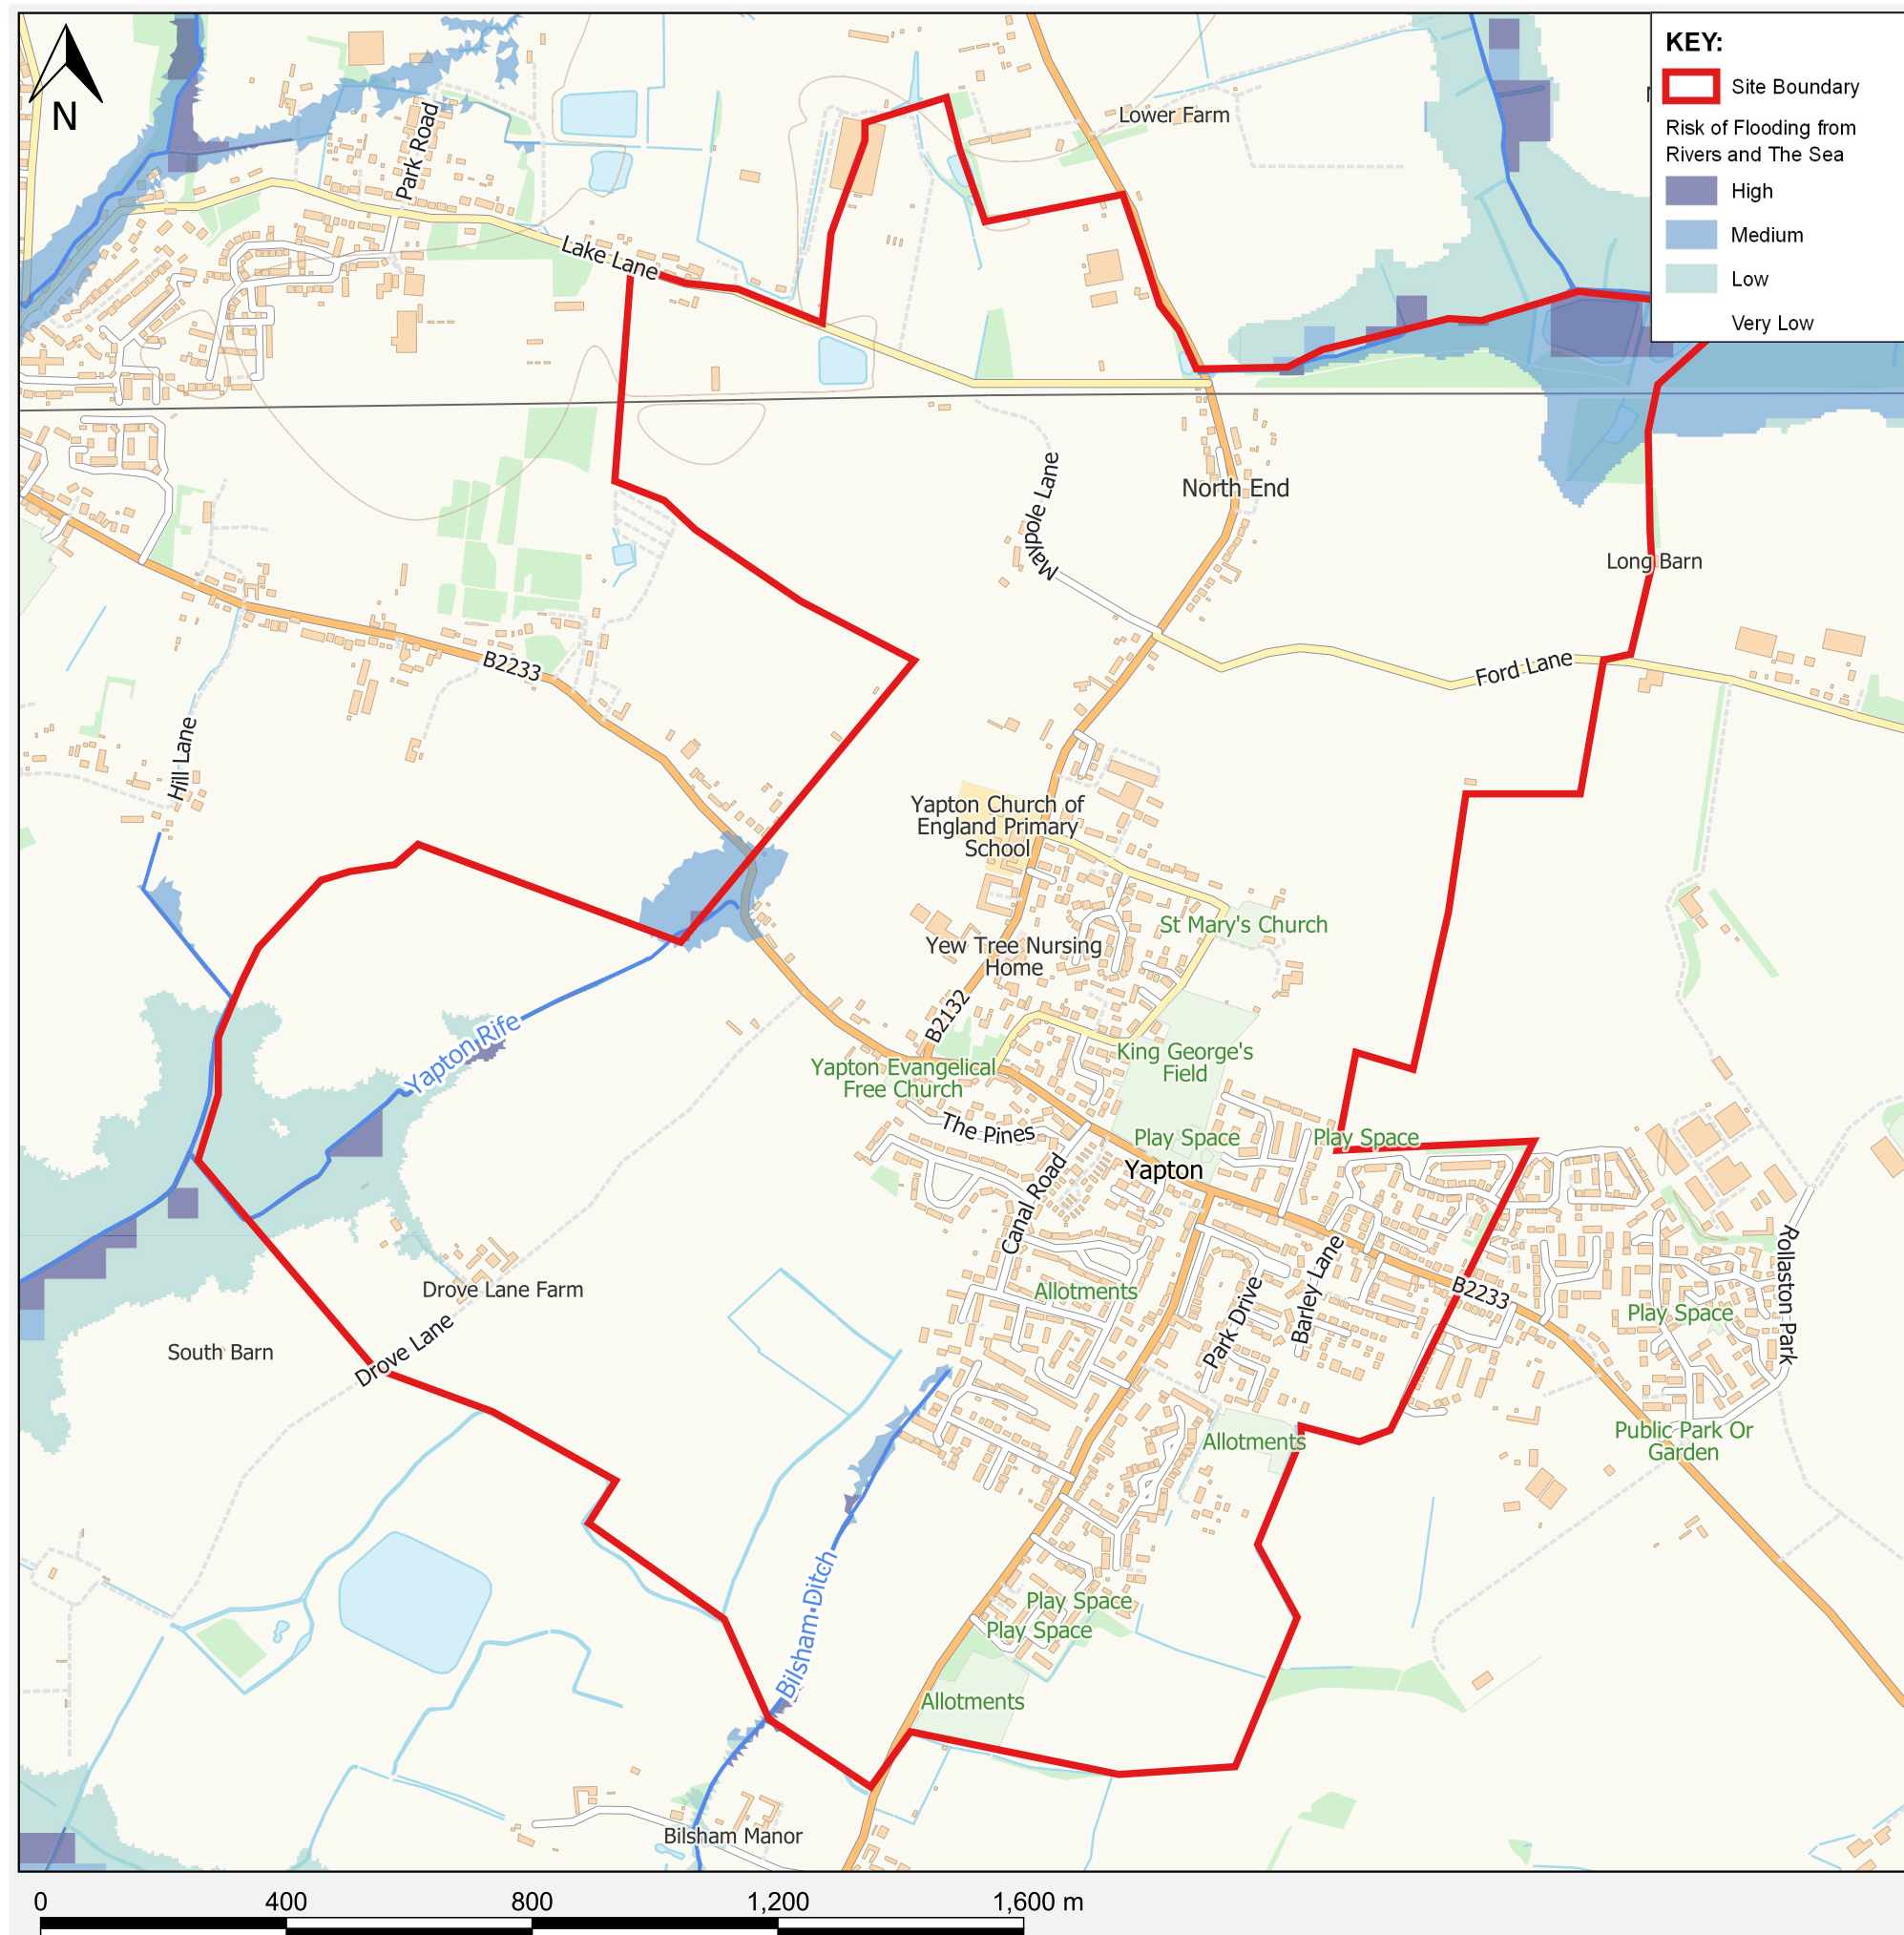 N
KEY:
Site Boundary
Risk of Flooding from
Rivers and The Sea
High
Medium
Low
Very Low
Park Road
Lower Farm
Lake Lane
North End
Maypole Lane
Long Barn
B2233
Ford Lane
Hill Lane
Yapton Church of
England Primary
School
St Mary's Church
Yew Tree Nursing
Home
B2132
Yapton Rife
King George's
Field
Yapton Evangelical
Free Church
The Pines
Play Space
Play Space
Yapton
Canal Road
Drove Lane Farm
Allotments
Park Drive
Barley Lane
B2233
Rollaston Park
Play Space
South Barn
Drove Lane
Allotments
Public Park Or
Garden
Bilsham Ditch
Play Space
Play Space
Allotments
Bilsham Manor
0 400 800 1,200 1,600 m